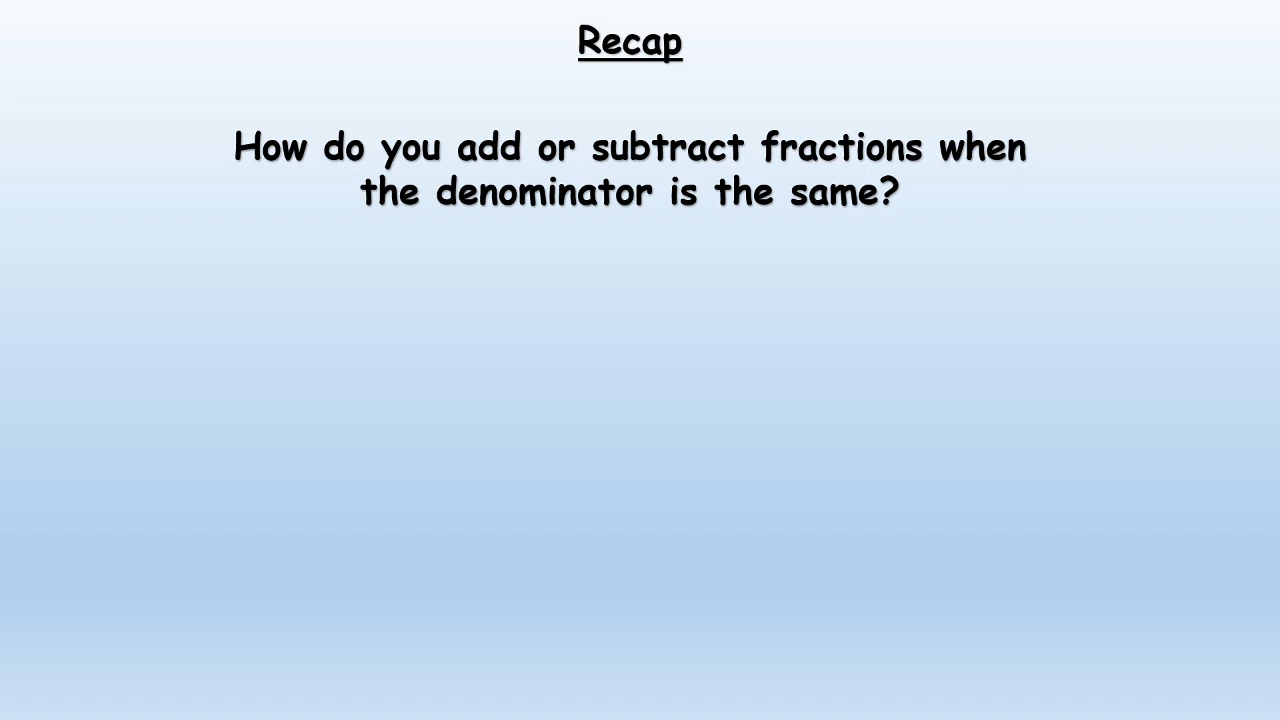 Recap
How do you add or subtract fractions when
the denominator is the same?